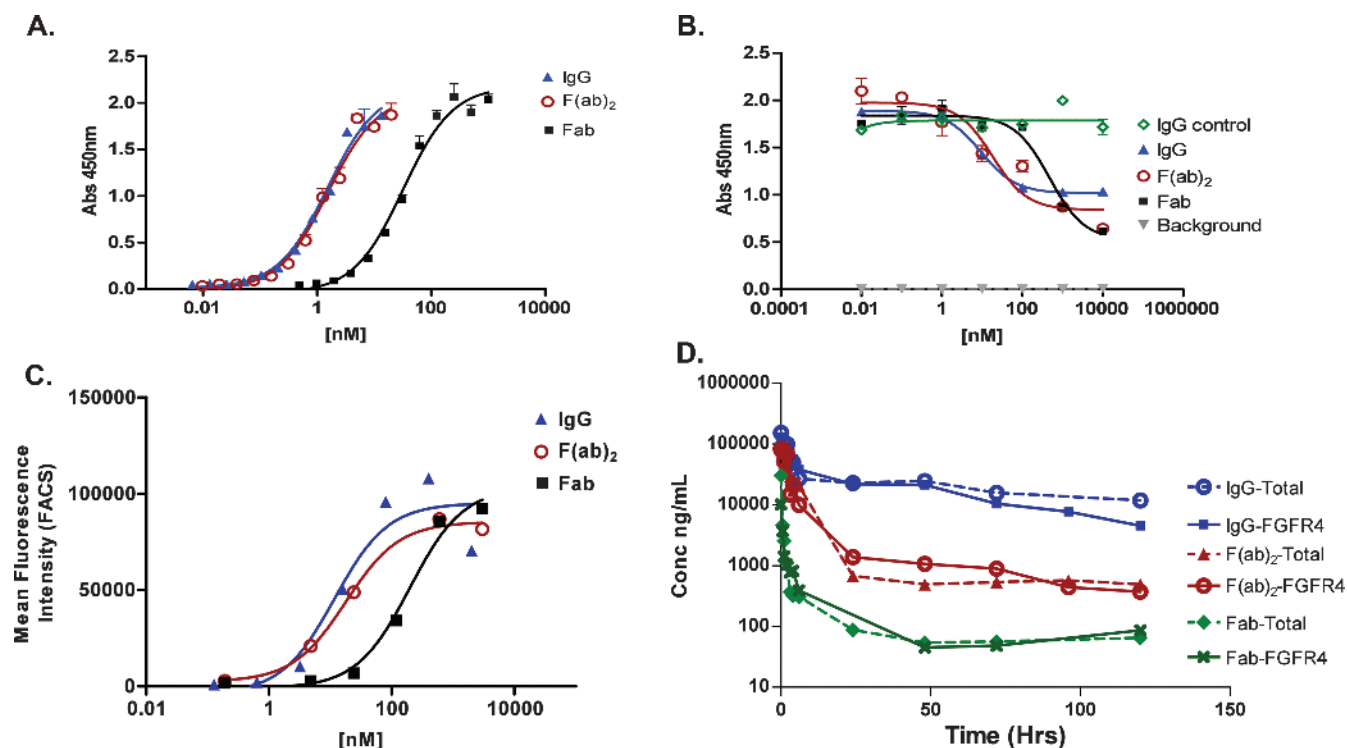 A.
2.5
2.0
1.5
1.0
0.5
0.0
Abs 450nm
0.01
1
100
10000
[nM]
IgG
F(ab)2
Fab
B.
2.5
2.0
1.5
1.0
0.5
0.0
Abs 450nm
0.0001
0.01
1
100
10000
1000000
[nM]
IgG control
IgG
F(ab)2
Fab
Background
C.
150000
100000
50000
0
Mean Fluorescence
Intensity (FACS)
0.01
1
100
10000
[nM]
IgG
F(ab)2
Fab
D.
1000000
100000
10000
1000
100
10
Conc ng/mL
0
50
100
150
Time (Hrs)
IgG-Total
IgG-FGFR4
F(ab)2-Total
F(ab)2-FGFR4
Fab-Total
Fab-FGFR4